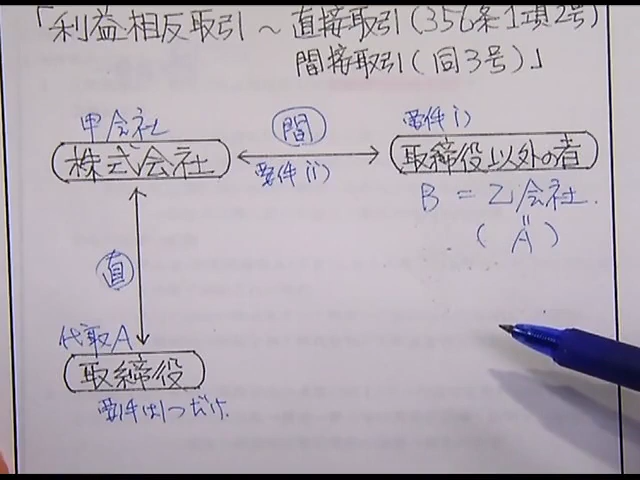 「利益相反取引～直接取引(356条1項2号)
間接取引(同3号)」
甲会社
株式会社
間
要件ii)
要件i)
取締役以外の者
B = 乙会社.
(A)
直
代取A
取締役
要件は1つだけ.